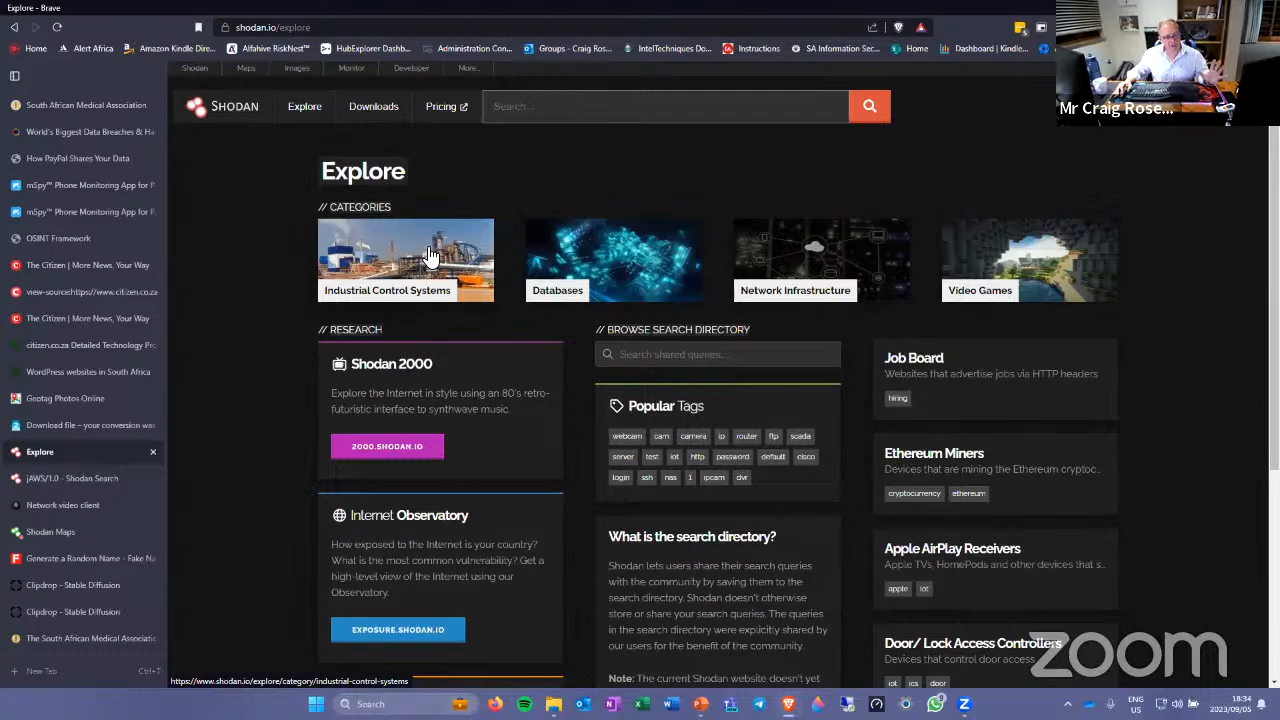 Explore - Brave
shodan.io/explore
Home
Alert Africa
Amazon Kindle Dire...
Alfahive RiskNest™
HubExplorer Dashb...
Administration Con...
Groups - Craig Ros...
IntelTechniques Do...
Instructions
SA Information Sec...
Home
Dashboard | Kindle...
Shodan
Maps
Images
Monitor
Developer
More...
SHODAN
Explore
Downloads
Pricing
Search...
Mr Craig Rose...
South African Medical Association
World's Biggest Data Breaches & Ha
How PayPal Shares Your Data
mSpy™ Phone Monitoring App for P.
mSpy™ Phone Monitoring App for P.
OSINT Framework
The Citizen | More News, Your Way
view-source:https://www.citizen.co.za
The Citizen | More News, Your Way
citizen.co.za Detailed Technology Pro
WordPress websites in South Africa
Geotag Photos Online
Download file – your conversion was
Explore
jAWS/1.0 - Shodan Search
Network video client
Shodan Maps
Generate a Random Name - Fake Na
Clipdrop - Stable Diffusion
Clipdrop - Stable Diffusion
The South African Medical Associatio
New Tab
Ctrl+T
Explore
// CATEGORIES
Industrial Control Systems
Databases
Network Infrastructure
Video Games
// RESEARCH
Shodan 2000
Explore the Internet in style using an 80's retro-
futuristic interface to synthwave music.
2000.SHODAN.IO
Internet Observatory
How exposed to the Internet is your country?
What is the most common vulnerability? Get a
high-level view of the Internet using our
Observatory.
EXPOSURE.SHODAN.IO
// BROWSE SEARCH DIRECTORY
Search shared queries...
Popular Tags
webcam cam camera ip router ftp scada
server test iot http password default cisco
login ssh nas 1 ipcam dvr
What is the search directory?
Shodan lets users share their search queries
with the community by saving them to the
search directory. Shodan doesn't otherwise
store or share your search queries. The queries
in the search directory were explicitly shared by
our users for the benefit of the community.
Note: The current Shodan website doesn't yet
Job Board
Websites that advertise jobs via HTTP headers
hiring
Ethereum Miners
Devices that are mining the Ethereum cryptoc...
cryptocurrency ethereum
Apple AirPlay Receivers
Apple TVs, HomePods and other devices that s...
apple iot
Door/ Lock Access Controllers
Devices that control door access
iot ics door
zoom
https://www.shodan.io/explore/category/industrial-control-systems
Search
ENG
US
18:34
2023/09/05